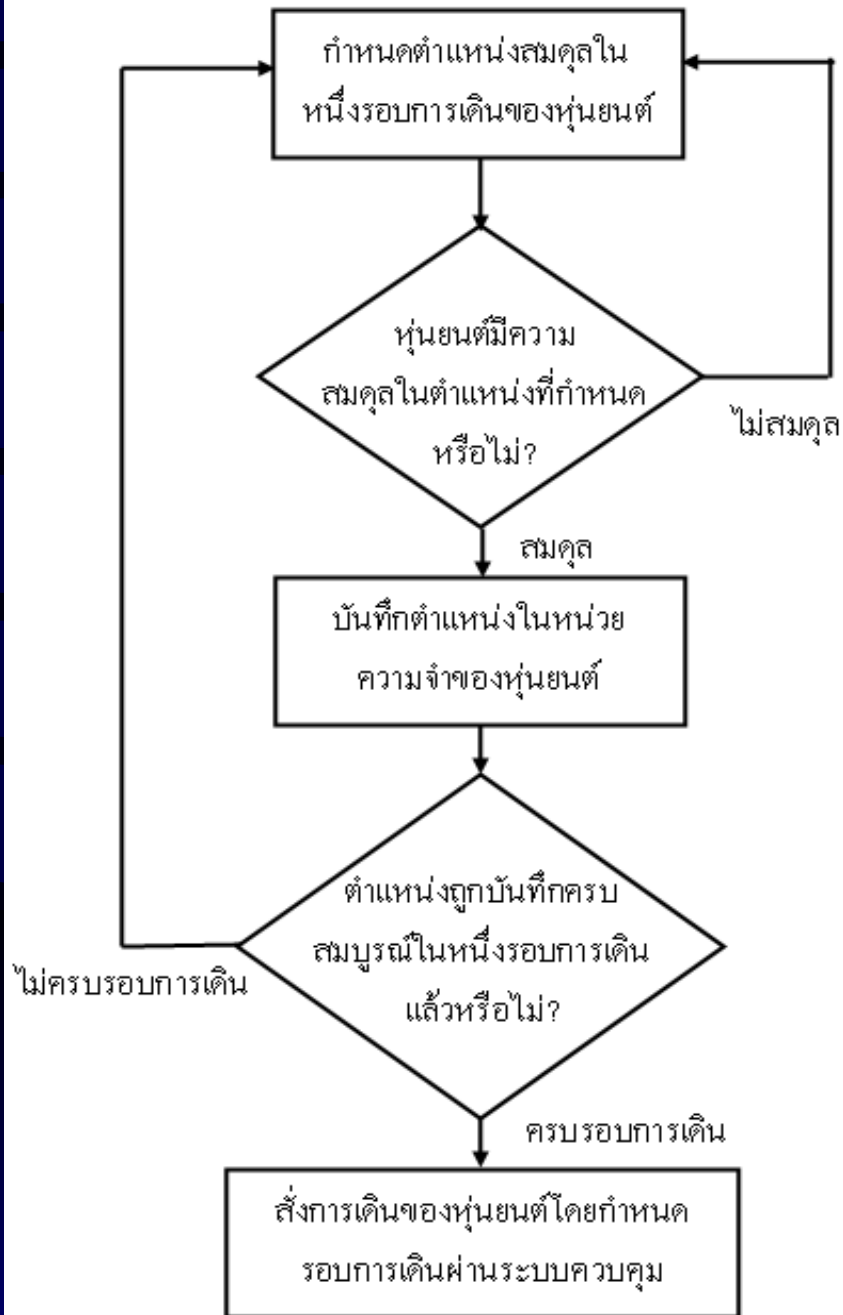 กำหนดตำแหน่งสมดุลใน
หนึ่งรอบการเดินของหุ่นยนต์
หุ่นยนต์มีความ
สมดุลในตำแหน่งที่กำหนด
หรือไม่?
ไม่สมดุล
สมดุล
บันทึกตำแหน่งในหน่วย
ความจำของหุ่นยนต์
ตำแหน่งถูกบันทึกครบ
สมบูรณ์ในหนึ่งรอบการเดิน
แล้วหรือไม่?
ไม่ครบรอบการเดิน
ครบรอบการเดิน
สั่งการเดินของหุ่นยนต์โดยกำหนด
รอบการเดินผ่านระบบควบคุม